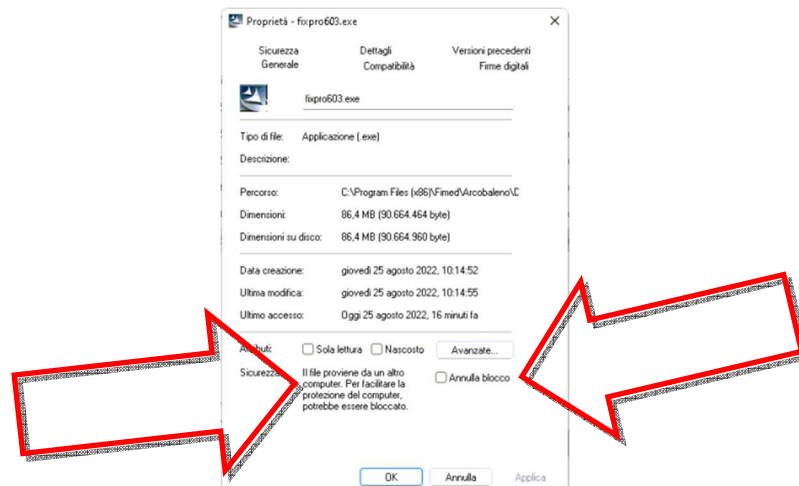 Proprietà - fixpro603.exe
Sicurezza Dettagli Versioni precedenti
Generale Compatibilità Firme digitali
fixpro603.exe
Tipo di file: Applicazione (.exe)
Descrizione:
Percorso: C:\Program Files (x86)\Fimed\Arcobaleno\D
Dimensioni: 86,4 MB (90.664.464 byte)
Dimensioni su disco: 86,4 MB (90.664.960 byte)
Data creazione: giovedì 25 agosto 2022, 10:14:52
Ultima modifica: giovedì 25 agosto 2022, 10:14:55
Ultimo accesso: Oggi 25 agosto 2022, 16 minuti fa
Attributi: Sola lettura Nascosto Avanzate...
Sicurezza: Il file proviene da un altro
computer. Per facilitare la
protezione del computer,
potrebbe essere bloccato.
Annulla blocco
OK Annulla Applica